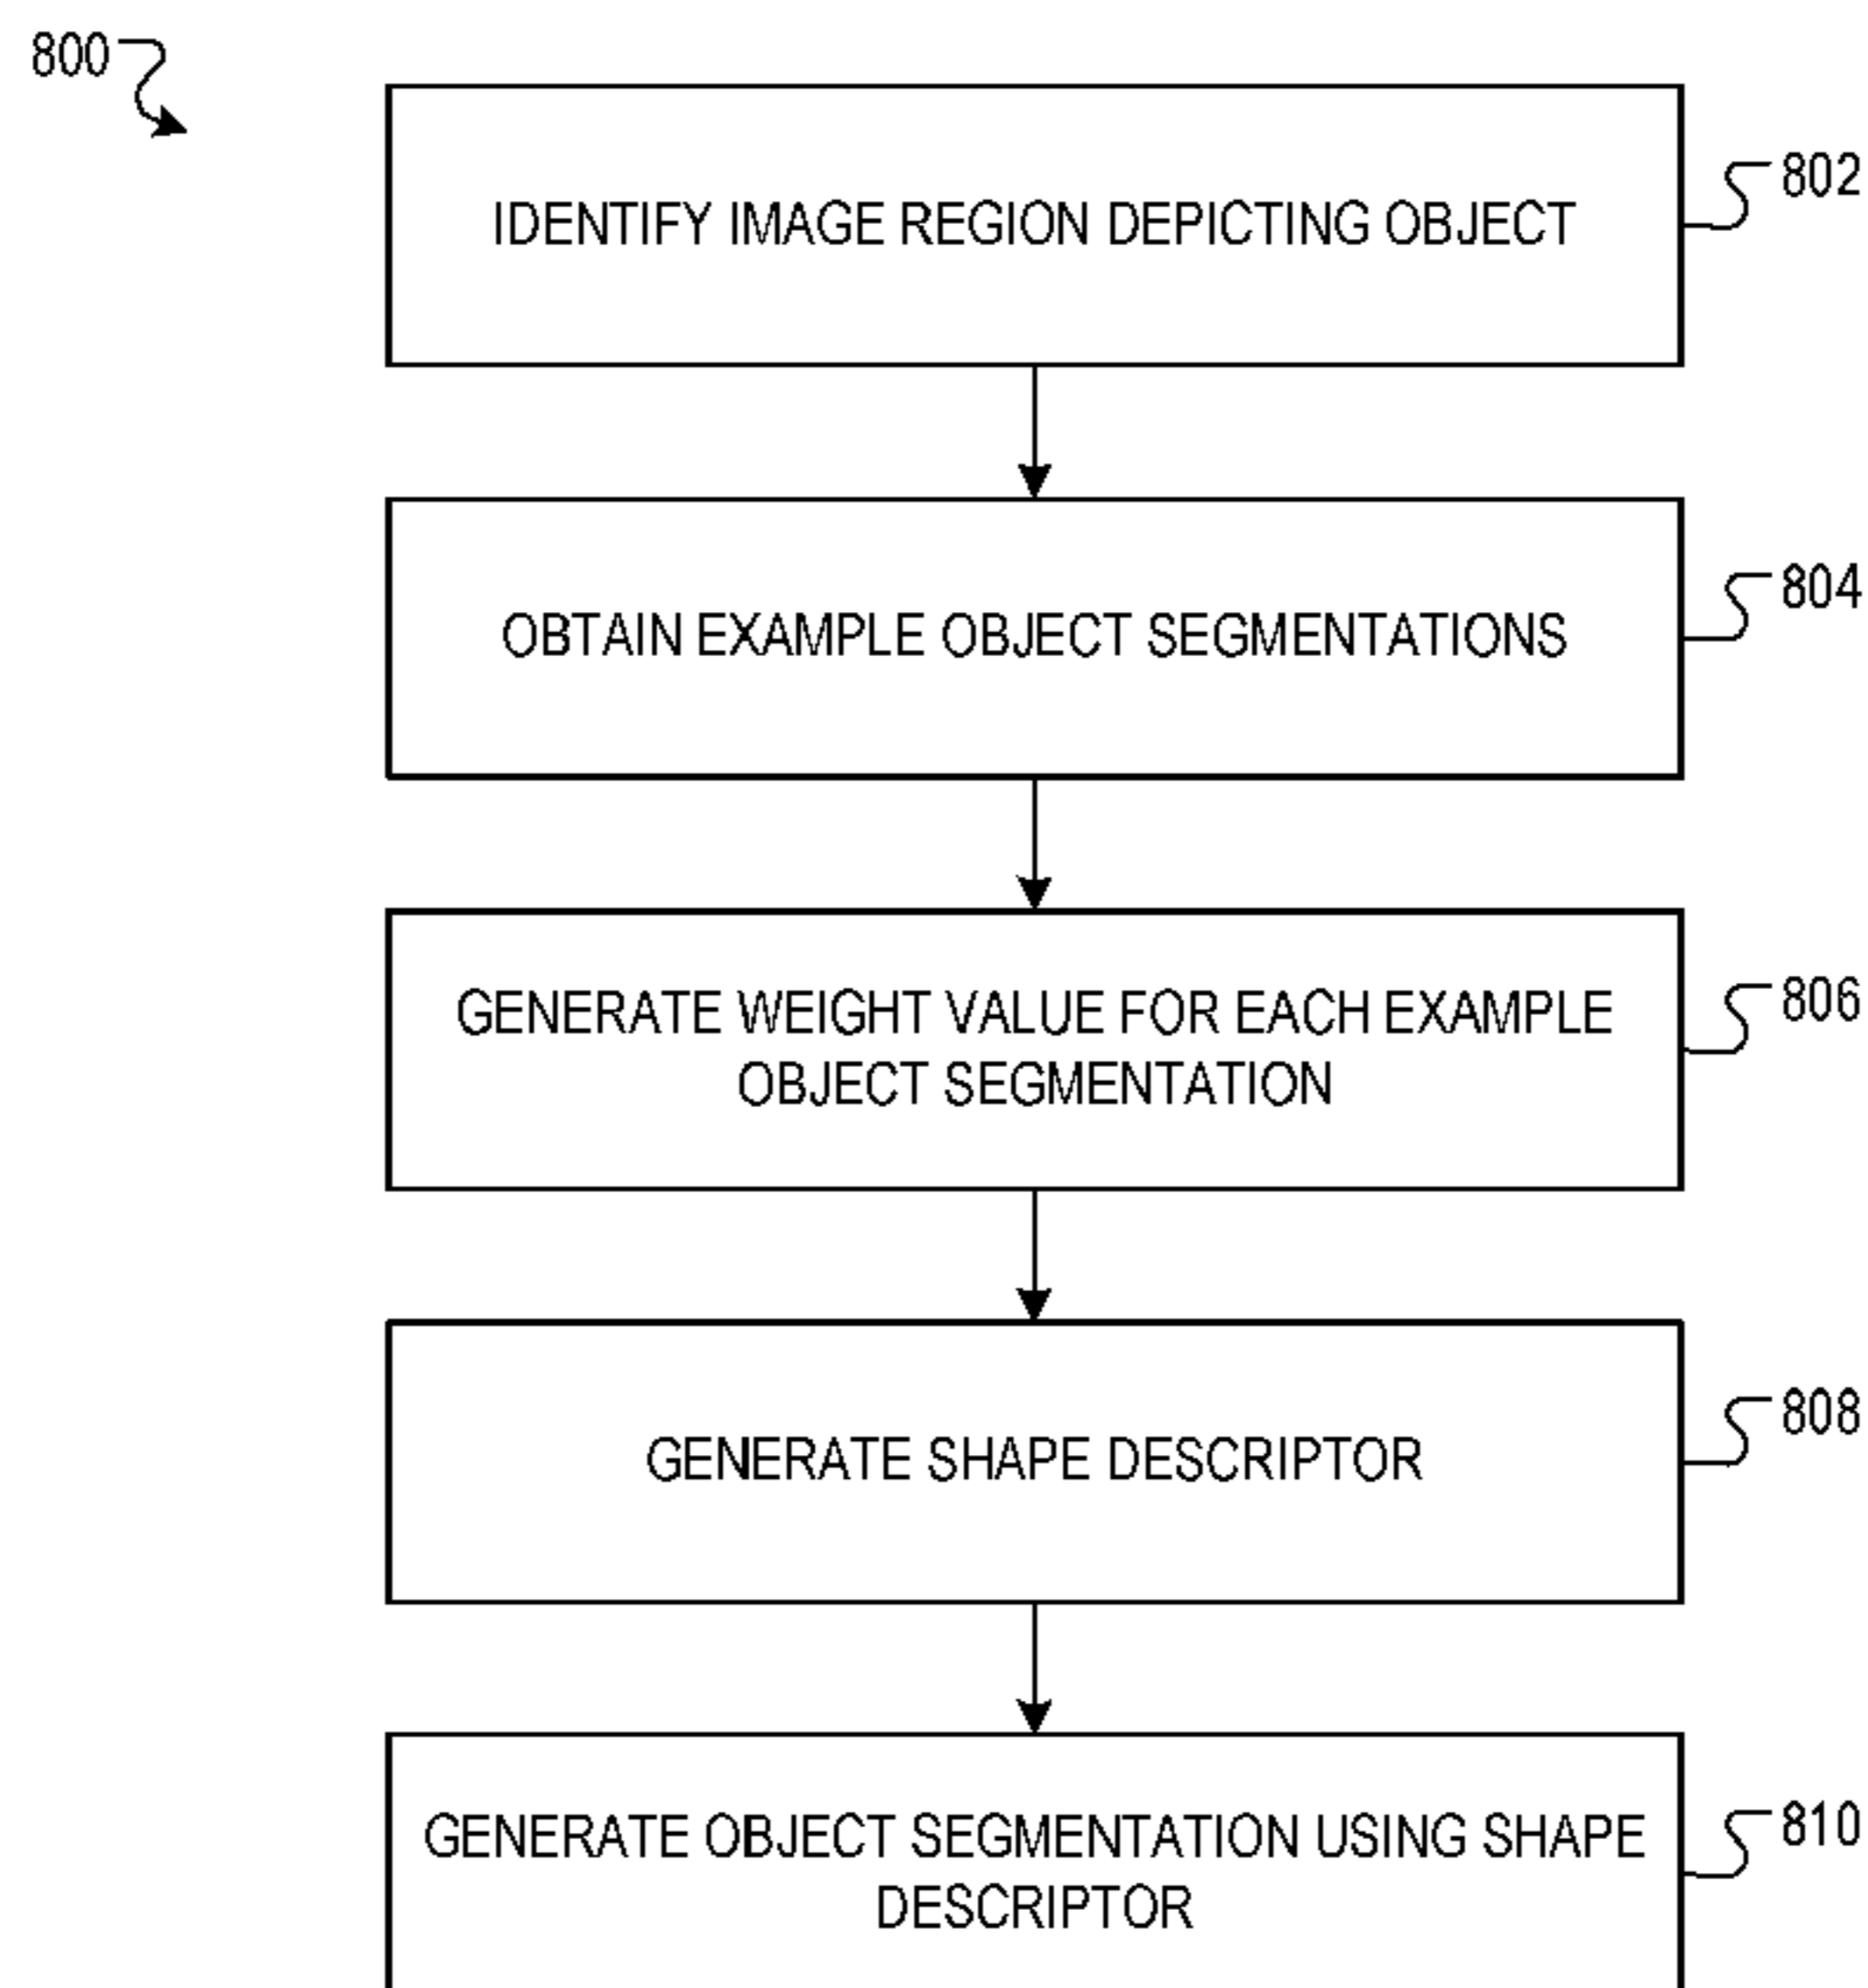 800
IDENTIFY IMAGE REGION DEPICTING OBJECT
802
OBTAIN EXAMPLE OBJECT SEGMENTATIONS
804
GENERATE WEIGHT VALUE FOR EACH EXAMPLE
OBJECT SEGMENTATION
806
GENERATE SHAPE DESCRIPTOR
808
GENERATE OBJECT SEGMENTATION USING SHAPE
DESCRIPTOR
810